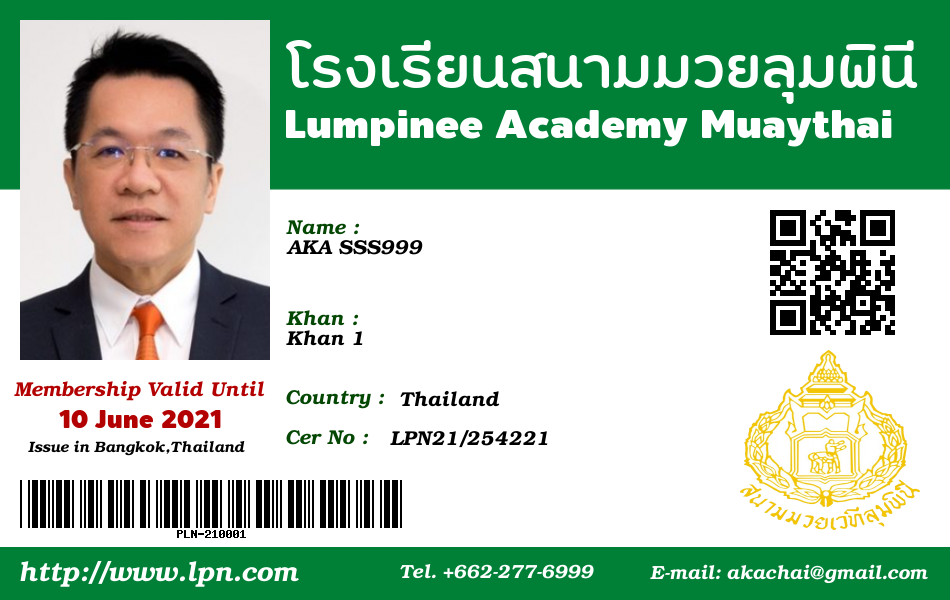 โรงเรียนสนามมวยลุมพินี
Lumpinee Academy Muaythai
Name :
AKA SSS999
Khan :
Khan 1
Country : Thailand
Cer No : LPN21/254221
Membership Valid Until
10 June 2021
Issue in Bangkok,Thailand
PLN-210001
สนามมวยเวทีลุมพินี
http://www.lpn.com
Tel. +662-277-6999
E-mail: akachai@gmail.com